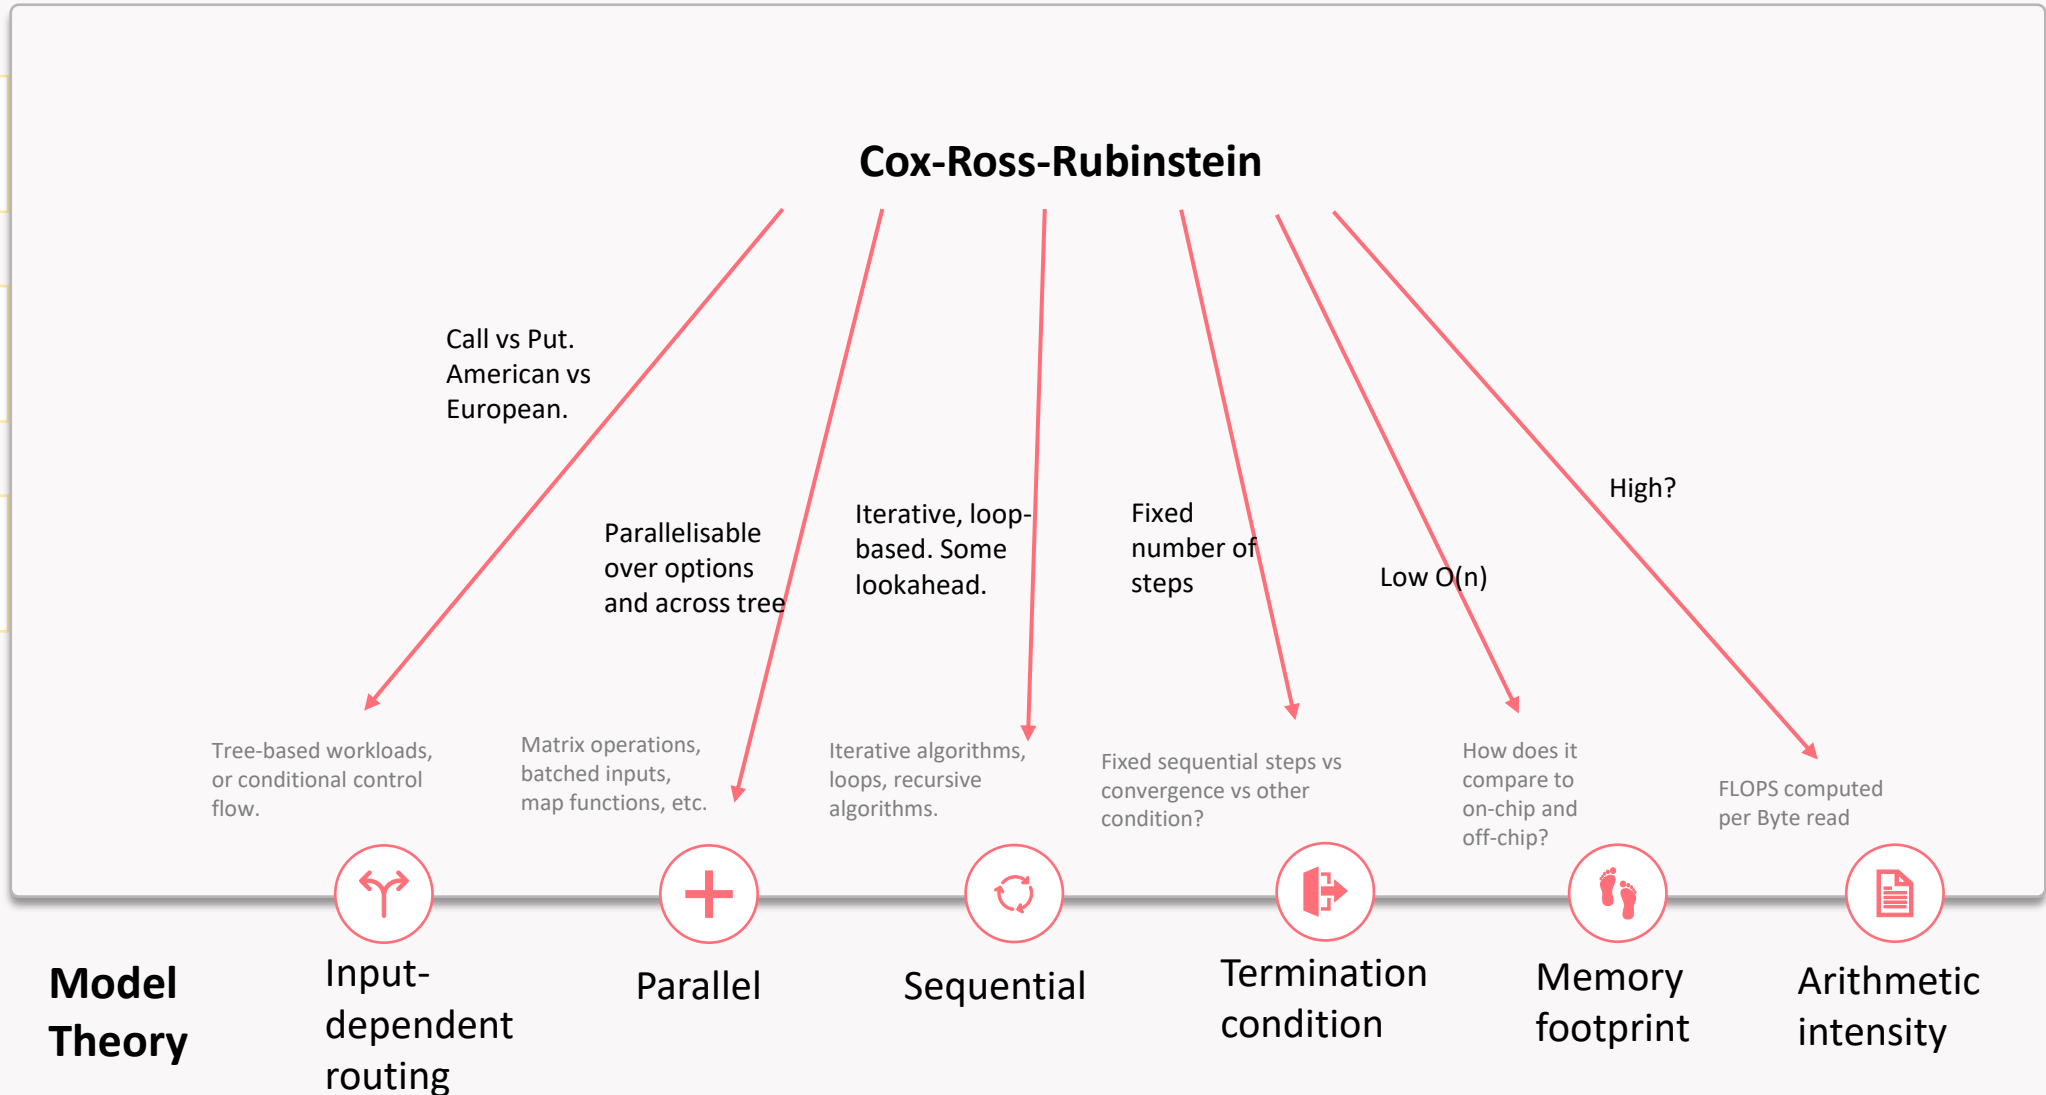 Cox-Ross-Rubinstein
Call vs Put.
American vs
European.
Parallelisable
over options
and across tree
Iterative, loop-
based. Some
lookahead.
Fixed
number of
steps
Low O(n)
High?
Tree-based workloads,
or conditional control
flow.
Matrix operations,
batched inputs,
map functions, etc.
Iterative algorithms,
loops, recursive
algorithms.
Fixed sequential steps vs
convergence vs other
condition?
How does it
compare to
on-chip and
off-chip?
FLOPS computed
per Byte read
Model
Theory
Input-
dependent
routing
Parallel
Sequential
Termination
condition
Memory
footprint
Arithmetic
intensity